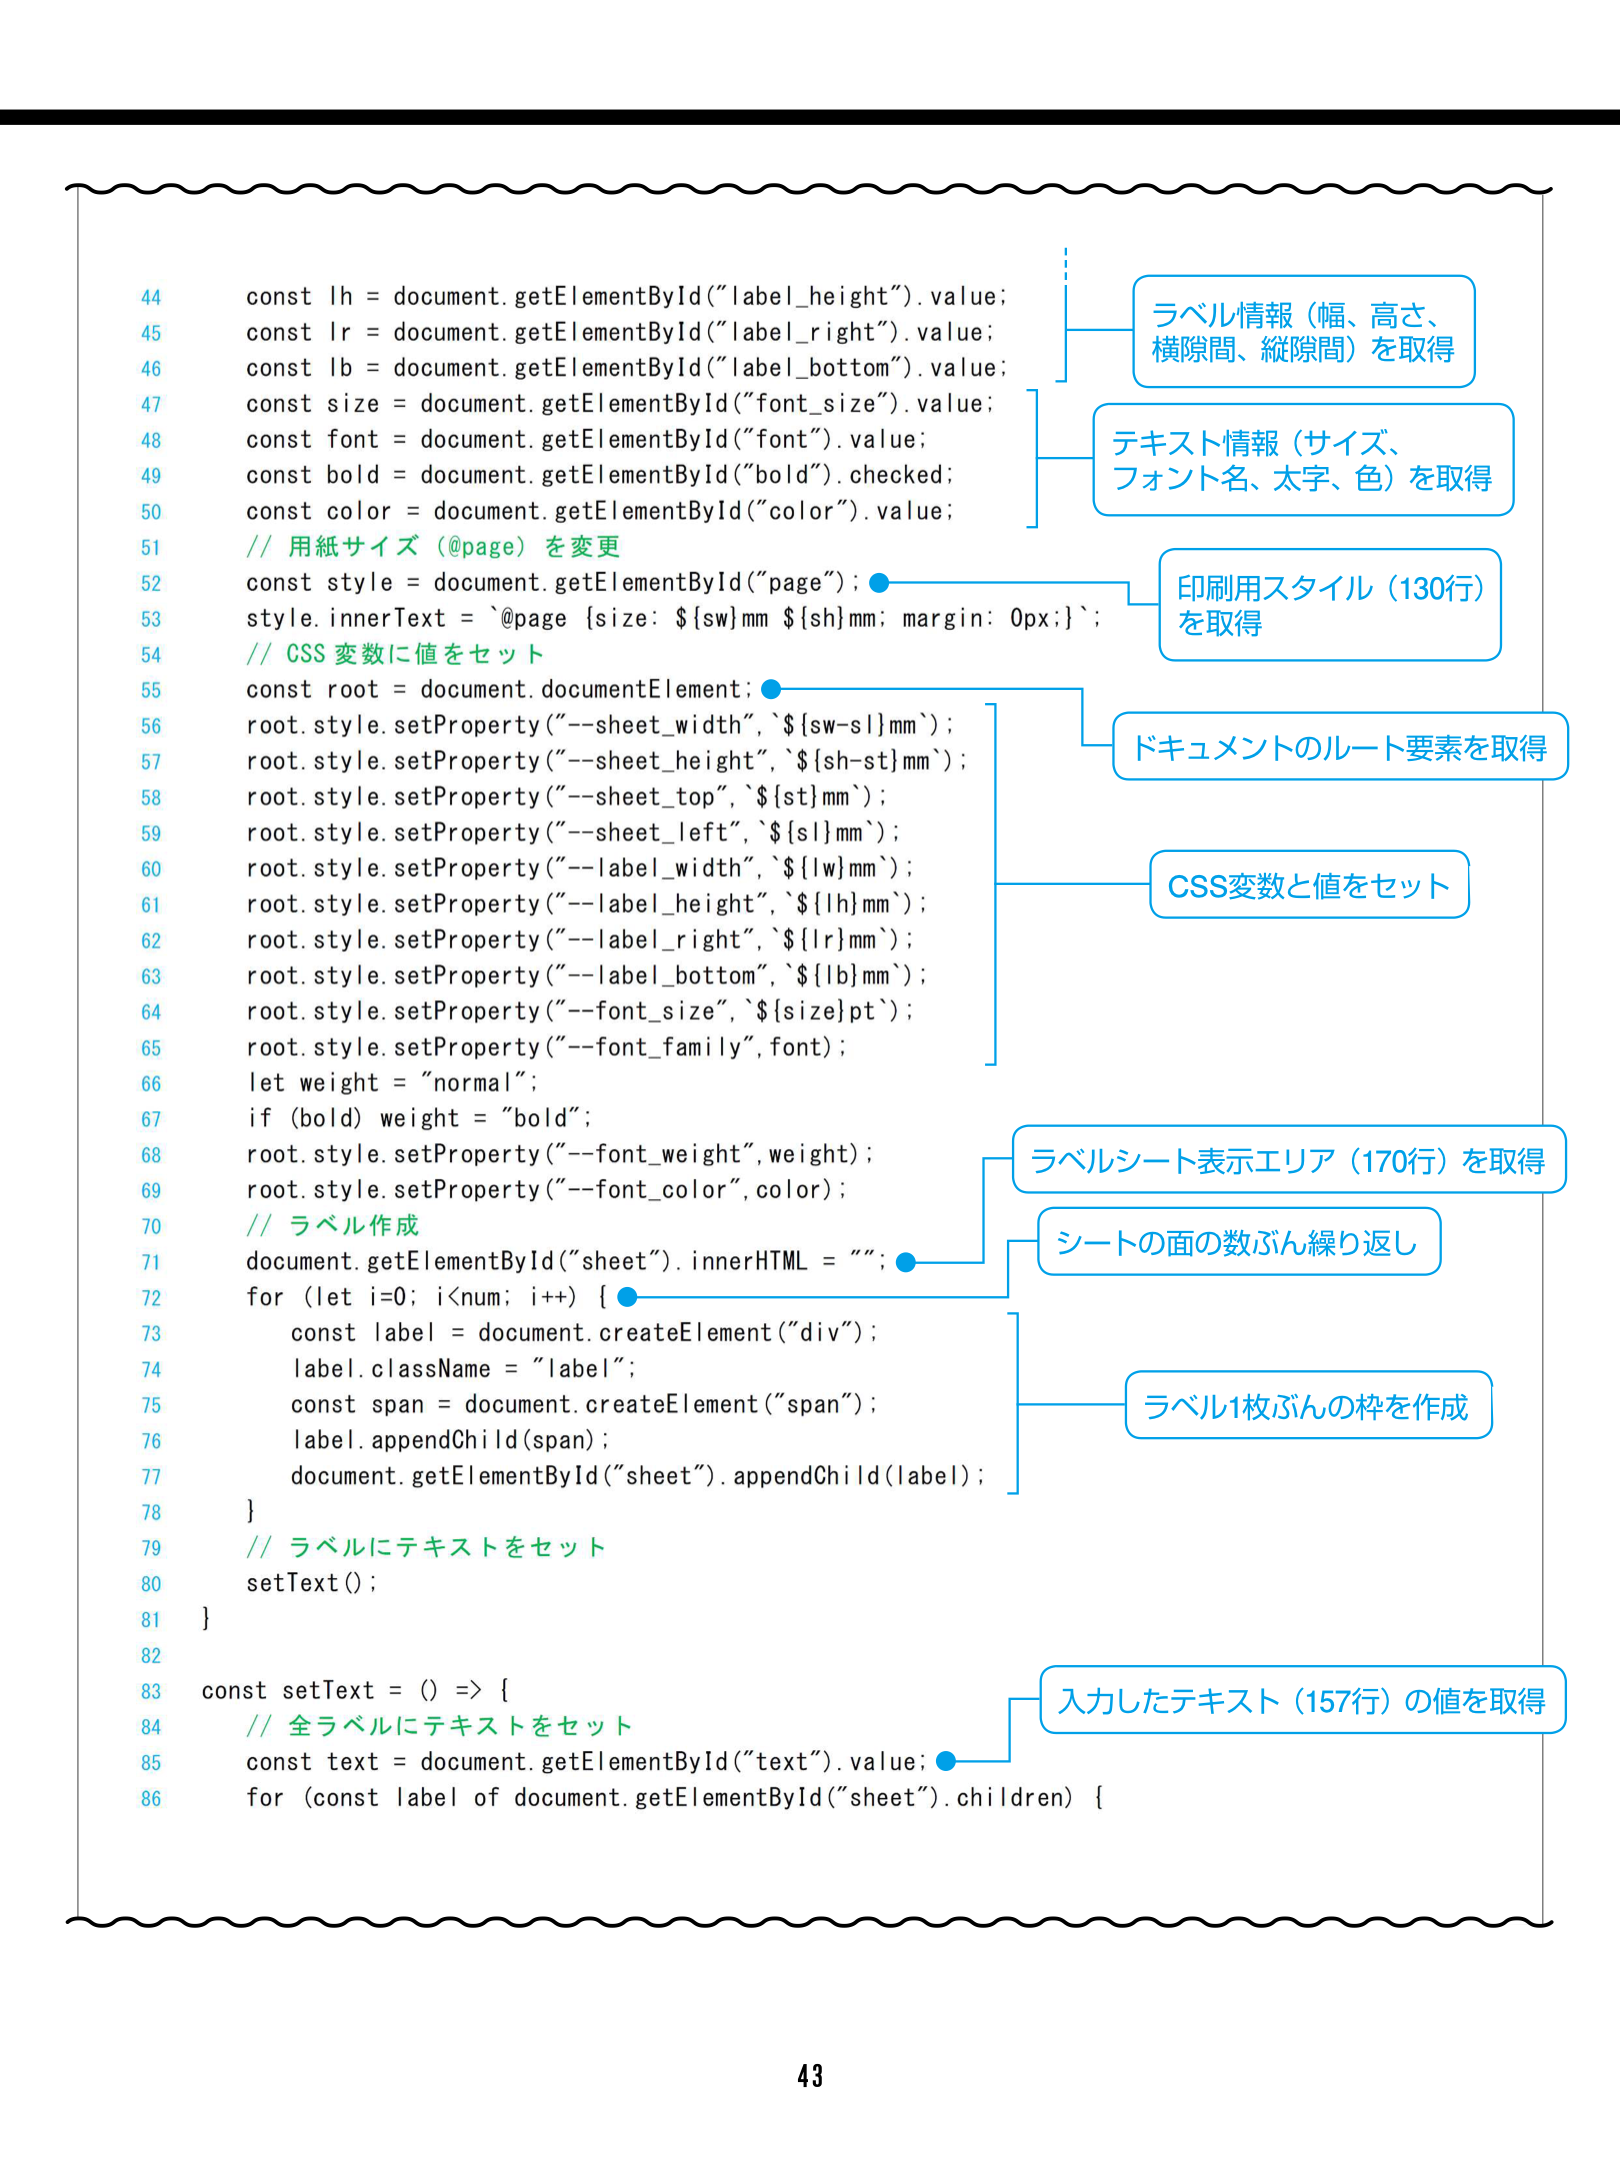 44 const lh = document.getElementById("label_height").value;
45 const lr = document.getElementById("label_right").value;
46 const lb = document.getElementById("label_bottom").value;
ラベル情報（幅、高さ、
横隙間、縦隙間）を取得
47 const size = document.getElementById("font_size").value;
48 const font = document.getElementById("font").value;
49 const bold = document.getElementById("bold").checked;
50 const color = document.getElementById("color").value;
テキスト情報（サイズ、
フォント名、太字、色）を取得
51 // 用紙サイズ（@page）を変更
52 const style = document.getElementById("page");
印刷用スタイル（130行）
を取得
53 style.innerText = `@page {size: ${sw}mm ${sh}mm; margin: 0px;}`;
54 // CSS変数に値をセット
55 const root = document.documentElement;
ドキュメントのルート要素を取得
56 root.style.setProperty("--sheet_width",`${sw-sl}mm`);
57 root.style.setProperty("--sheet_height",`${sh-st}mm`);
58 root.style.setProperty("--sheet_top",`${st}mm`);
59 root.style.setProperty("--sheet_left",`${sl}mm`);
60 root.style.setProperty("--label_width",`${lw}mm`);
61 root.style.setProperty("--label_height",`${lh}mm`);
62 root.style.setProperty("--label_right",`${lr}mm`);
63 root.style.setProperty("--label_bottom",`${lb}mm`);
64 root.style.setProperty("--font_size",`${size}pt`);
65 root.style.setProperty("--font_family",font);
CSS変数と値をセット
66 let weight = "normal";
67 if (bold) weight = "bold";
68 root.style.setProperty("--font_weight",weight);
69 root.style.setProperty("--font_color",color);
70 // ラベル作成
71 document.getElementById("sheet").innerHTML = "";
ラベルシート表示エリア（170行）を取得
72 for (let i=0; i<num; i++) {
シートの面の数ぶん繰り返し
73 const label = document.createElement("div");
74 label.className = "label";
75 const span = document.createElement("span");
76 label.appendChild(span);
77 document.getElementById("sheet").appendChild(label);
ラベル1枚ぶんの枠を作成
78 }
79 // ラベルにテキストをセット
80 setText();
81 }
82
83 const setText = () => {
84 // 全ラベルにテキストをセット
85 const text = document.getElementById("text").value;
入力したテキスト（157行）の値を取得
86 for (const label of document.getElementById("sheet").children) {
43